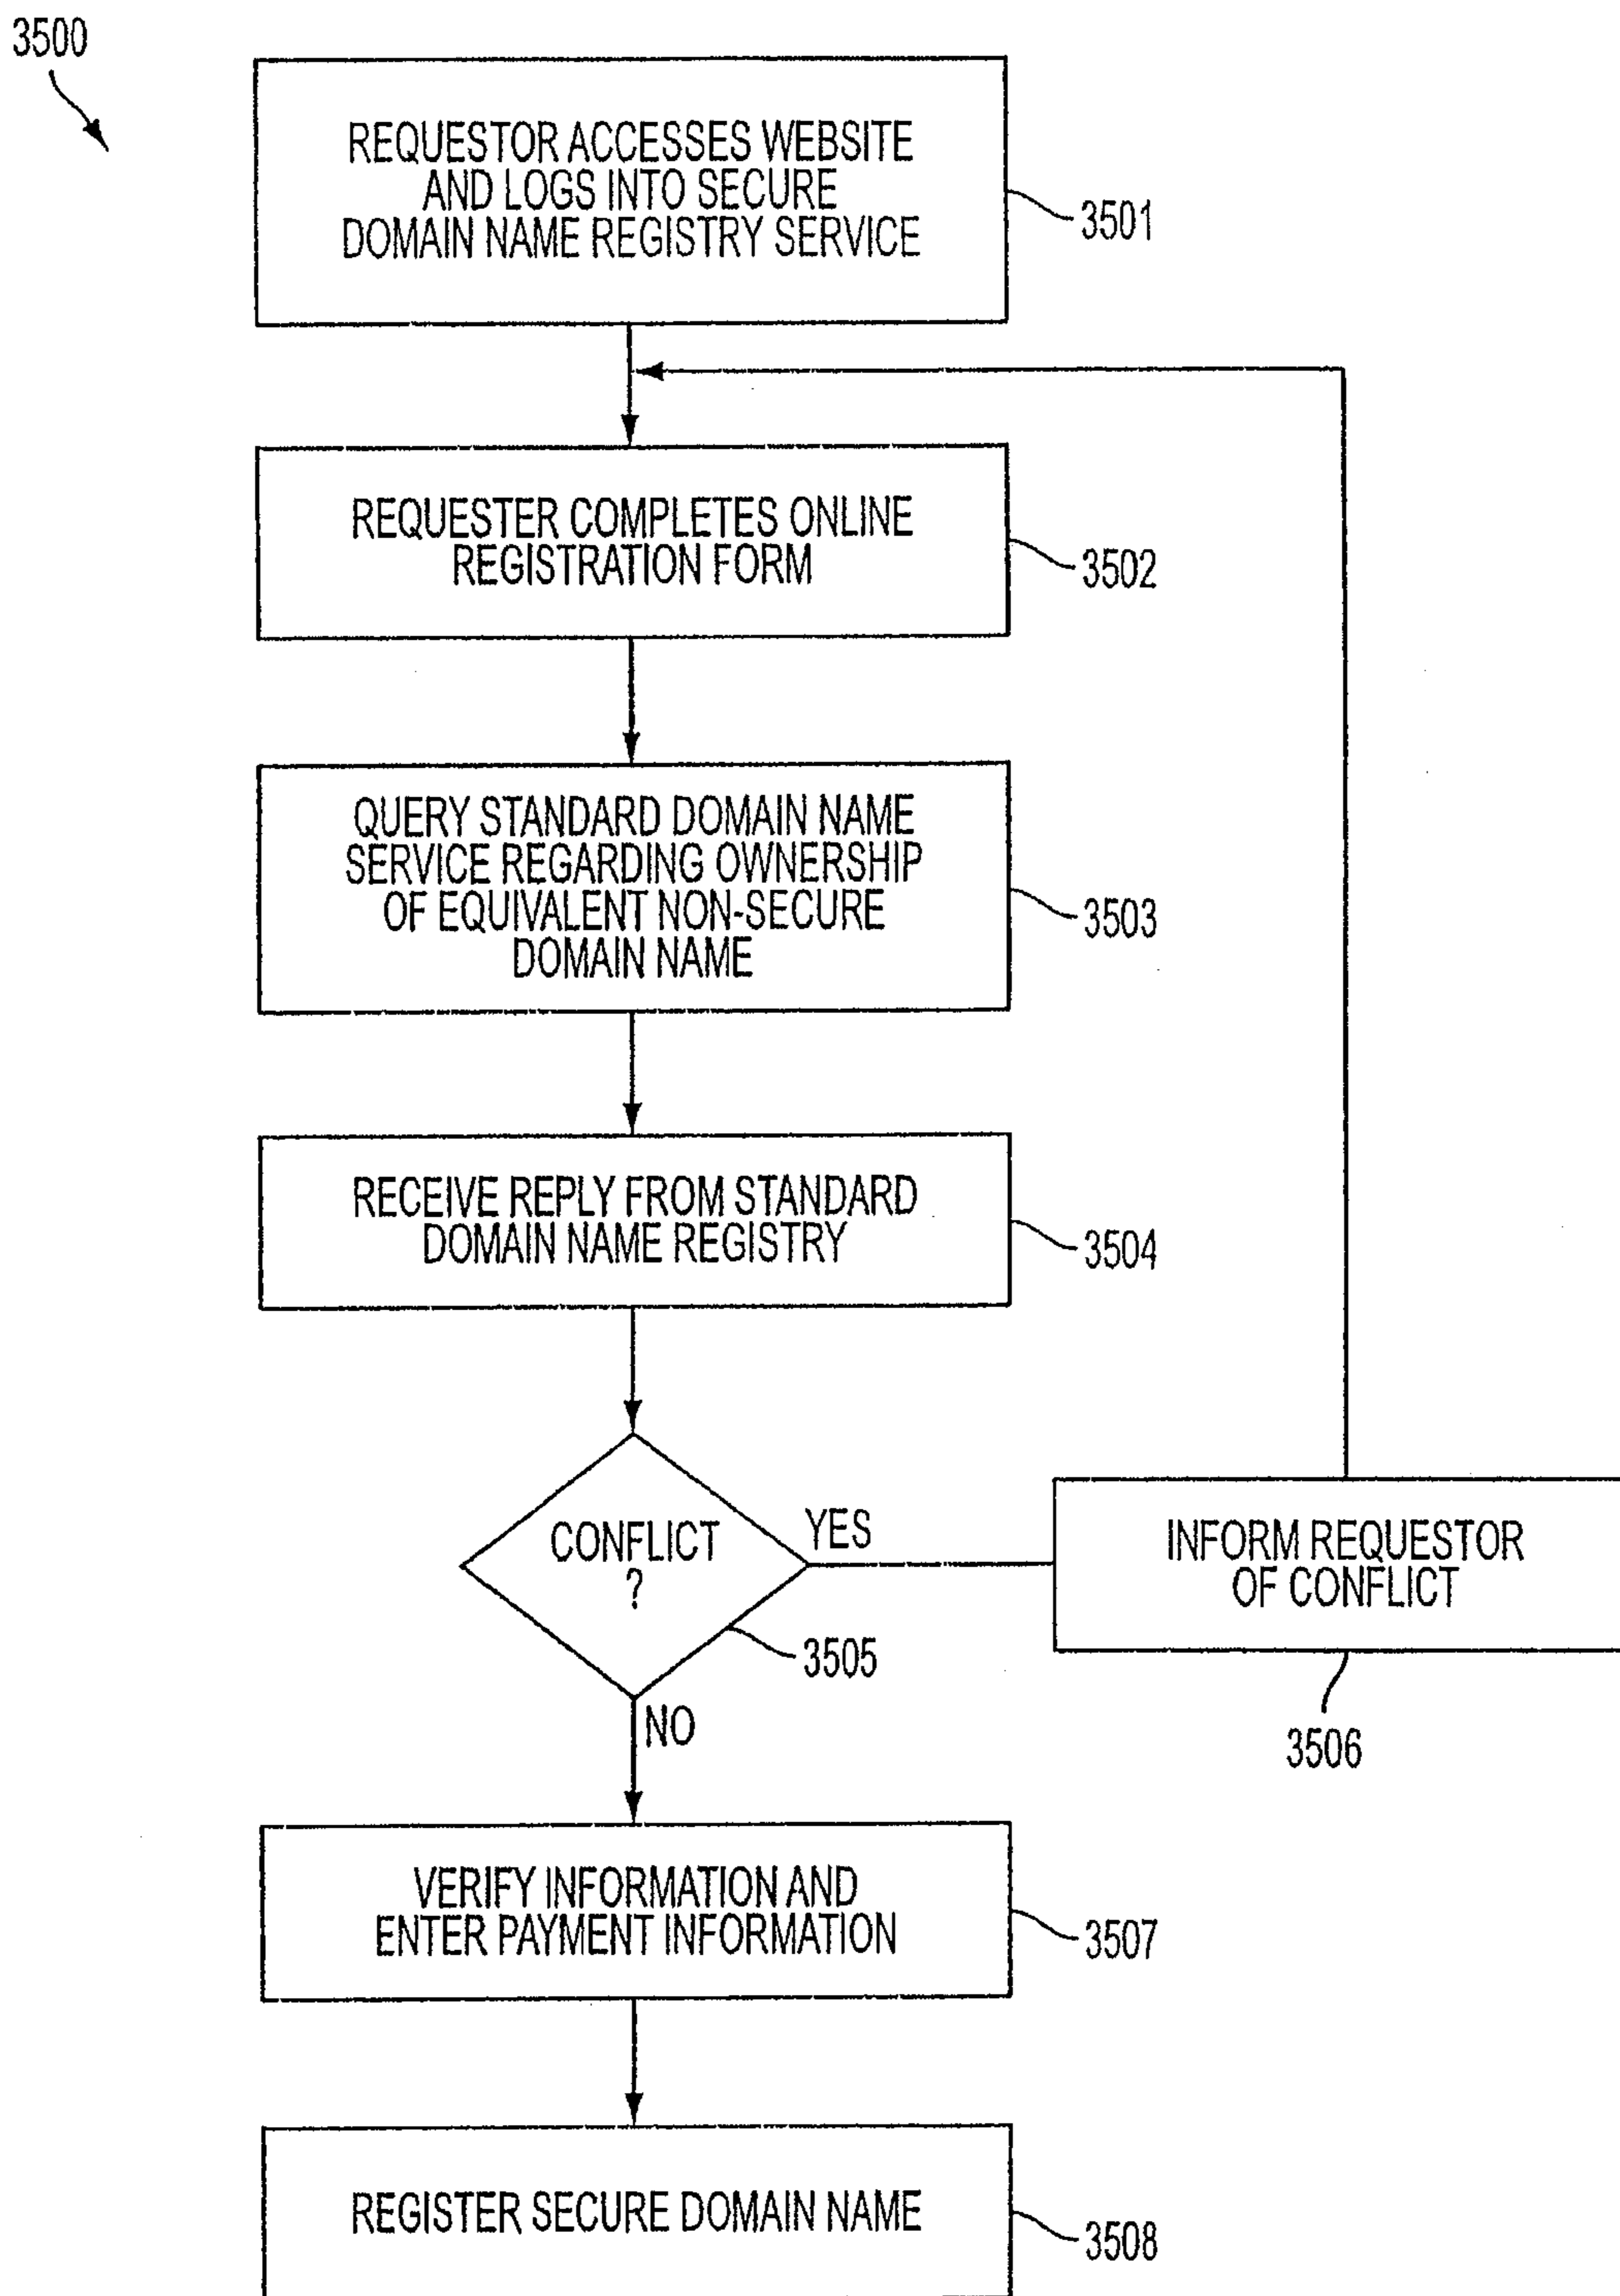 3500
REQUESTOR ACCESSES WEBSITE
AND LOGS INTO SECURE
DOMAIN NAME REGISTRY SERVICE
3501
REQUESTER COMPLETES ONLINE
REGISTRATION FORM
3502
QUERY STANDARD DOMAIN NAME
SERVICE REGARDING OWNERSHIP
OF EQUIVALENT NON-SECURE
DOMAIN NAME
3503
RECEIVE REPLY FROM STANDARD
DOMAIN NAME REGISTRY
3504
CONFLICT
?
YES
3505
INFORM REQUESTOR
OF CONFLICT
3506
NO
VERIFY INFORMATION AND
ENTER PAYMENT INFORMATION
3507
REGISTER SECURE DOMAIN NAME
3508